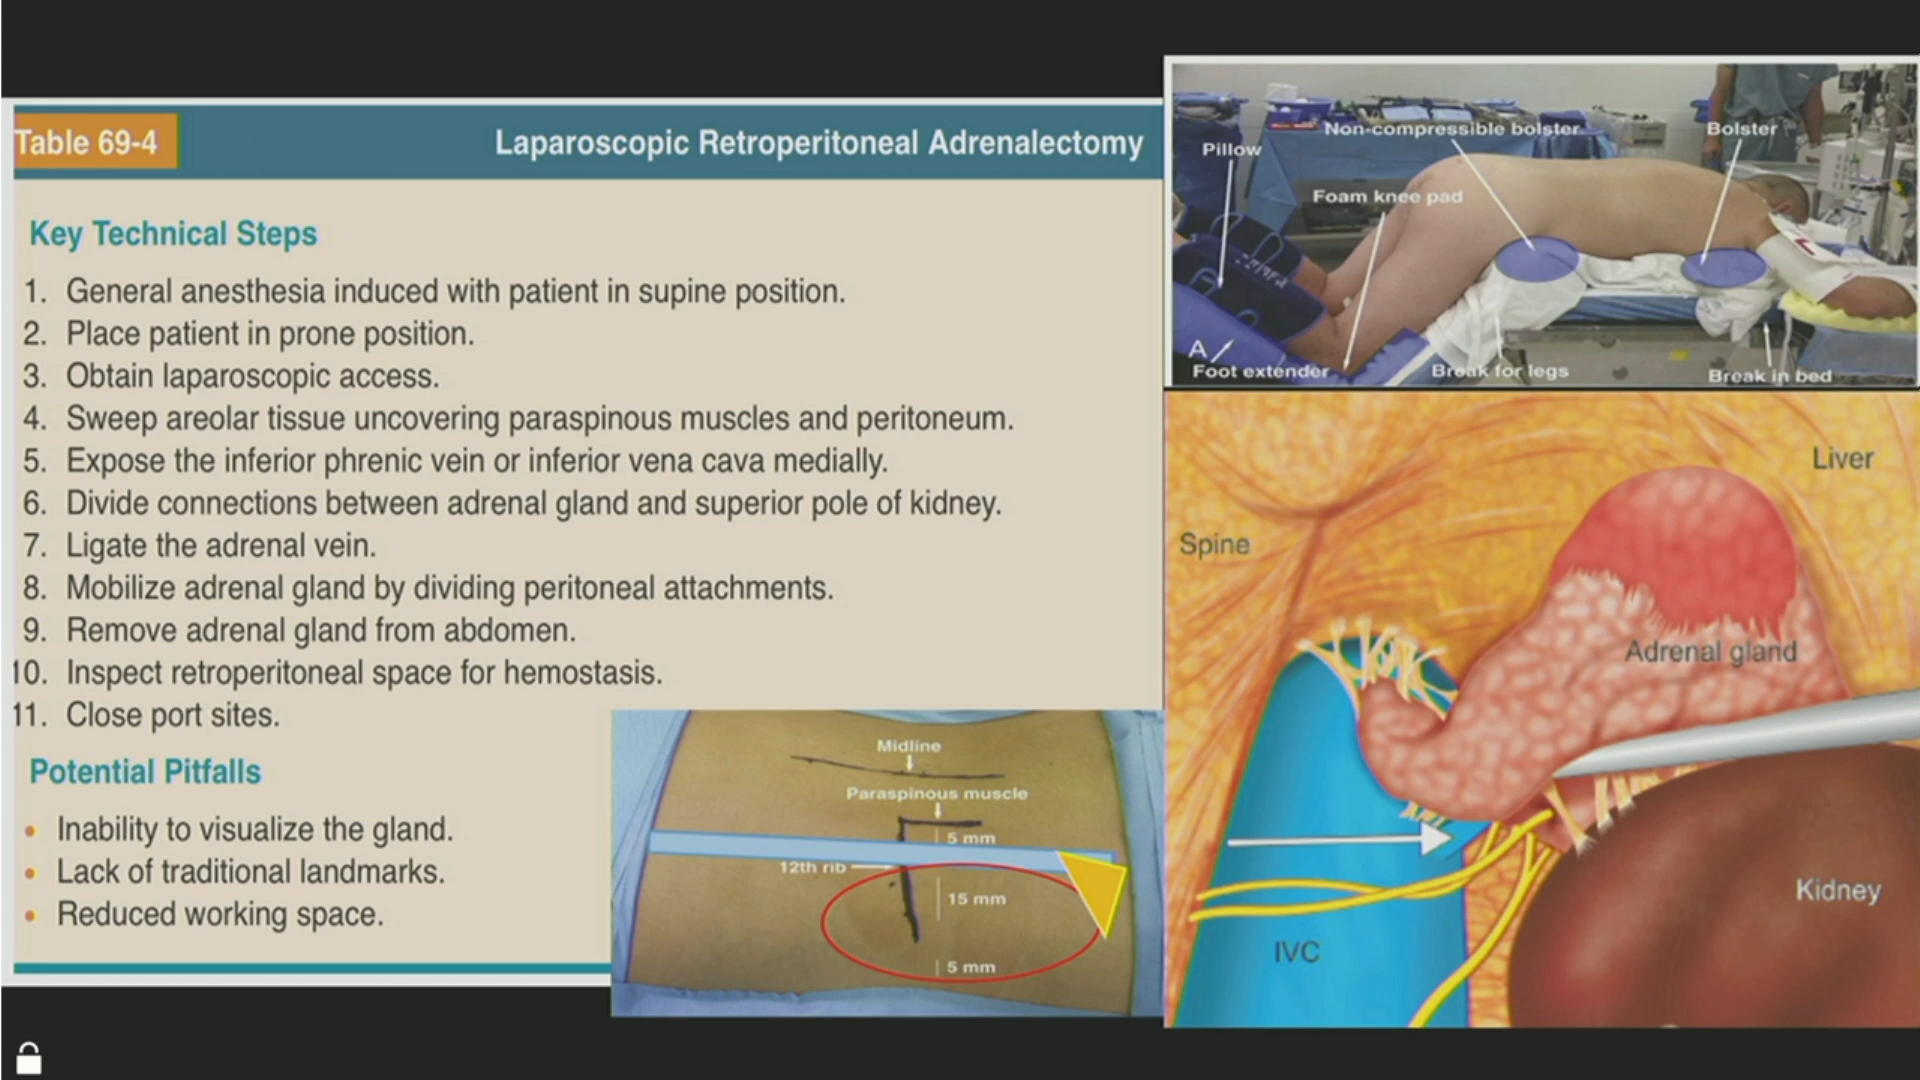 Table 69-4
Laparoscopic Retroperitoneal Adrenalectomy
Key Technical Steps
1. General anesthesia induced with patient in supine position.
2. Place patient in prone position.
3. Obtain laparoscopic access.
4. Sweep areolar tissue uncovering paraspinous muscles and peritoneum.
5. Expose the inferior phrenic vein or inferior vena cava medially.
6. Divide connections between adrenal gland and superior pole of kidney.
7. Ligate the adrenal vein.
8. Mobilize adrenal gland by dividing peritoneal attachments.
9. Remove adrenal gland from abdomen.
10. Inspect retroperitoneal space for hemostasis.
11. Close port sites.
Potential Pitfalls
• Inability to visualize the gland.
• Lack of traditional landmarks.
• Reduced working space.
Midline
Paraspinous muscle
5 mm
12th rib
15 mm
5 mm
Non-compressible bolster
Bolster
Pillow
Foam knee pad
A
Foot extender
Break for legs
Break in bed
Liver
Spine
Adrenal gland
Kidney
IVC